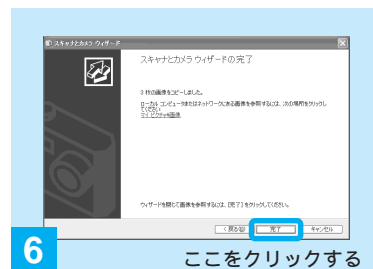 スキャナとカメラ ウィザード
スキャナとカメラ ウィザードの完了
3 枚の画像をコピーしました。
ローカル コンピュータまたはネットワークにある画像を参照するには、次の場所をクリックし
てください:
マイ ピクチャ\画像
ウィザードを閉じて画像を参照するには、[完了] をクリックしてください。
< 戻る(B)
完了
キャンセル
6
ここをクリックする